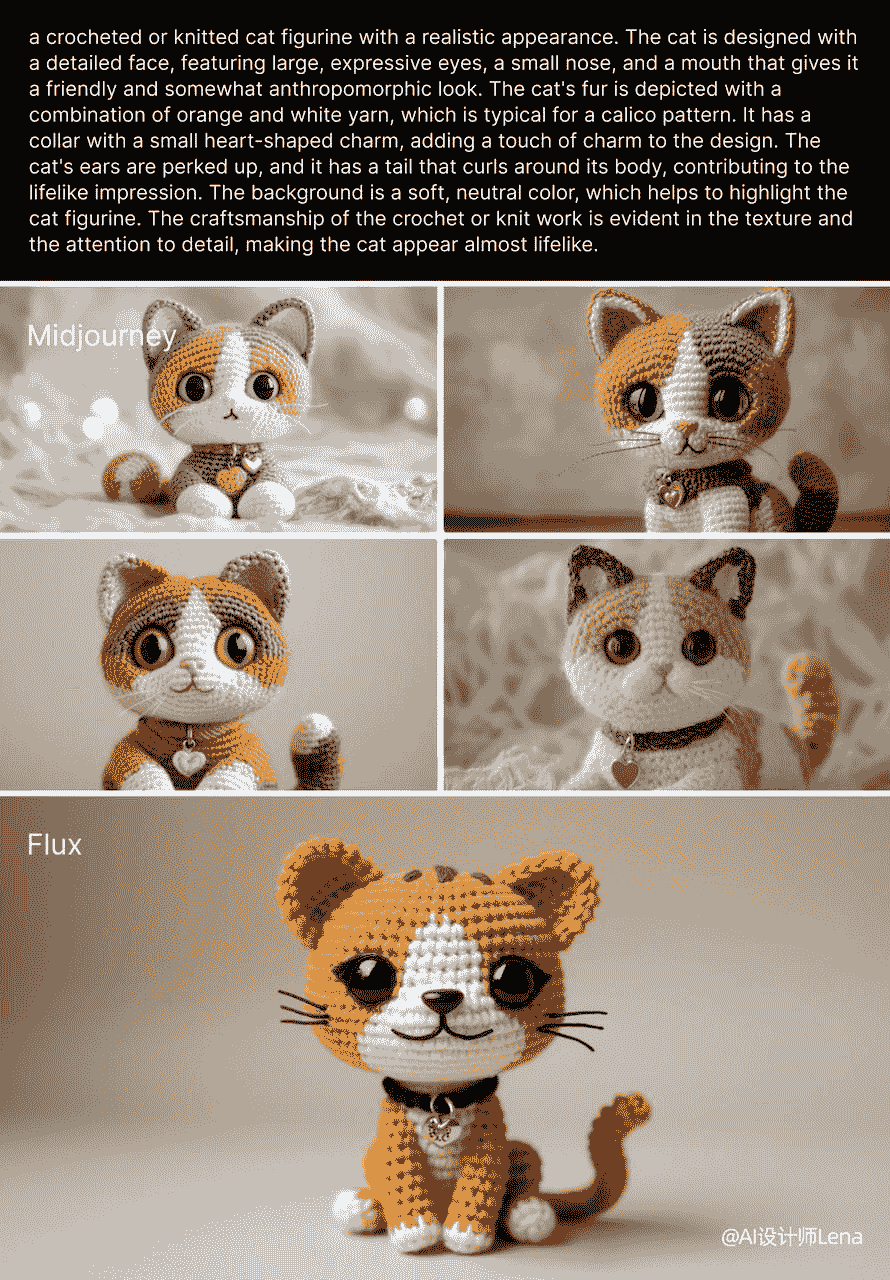 a crocheted or knitted cat figurine with a realistic appearance. The cat is designed with
a detailed face, featuring large, expressive eyes, a small nose, and a mouth that gives it
a friendly and somewhat anthropomorphic look. The cat's fur is depicted with a
combination of orange and white yarn, which is typical for a calico pattern. It has a
collar with a small heart-shaped charm, adding a touch of charm to the design. The
cat's ears are perked up, and it has a tail that curls around its body, contributing to the
lifelike impression. The background is a soft, neutral color, which helps to highlight the
cat figurine. The craftsmanship of the crochet or knit work is evident in the texture and
the attention to detail, making the cat appear almost lifelike.
Midjourney
Flux
@AI设计师Lena